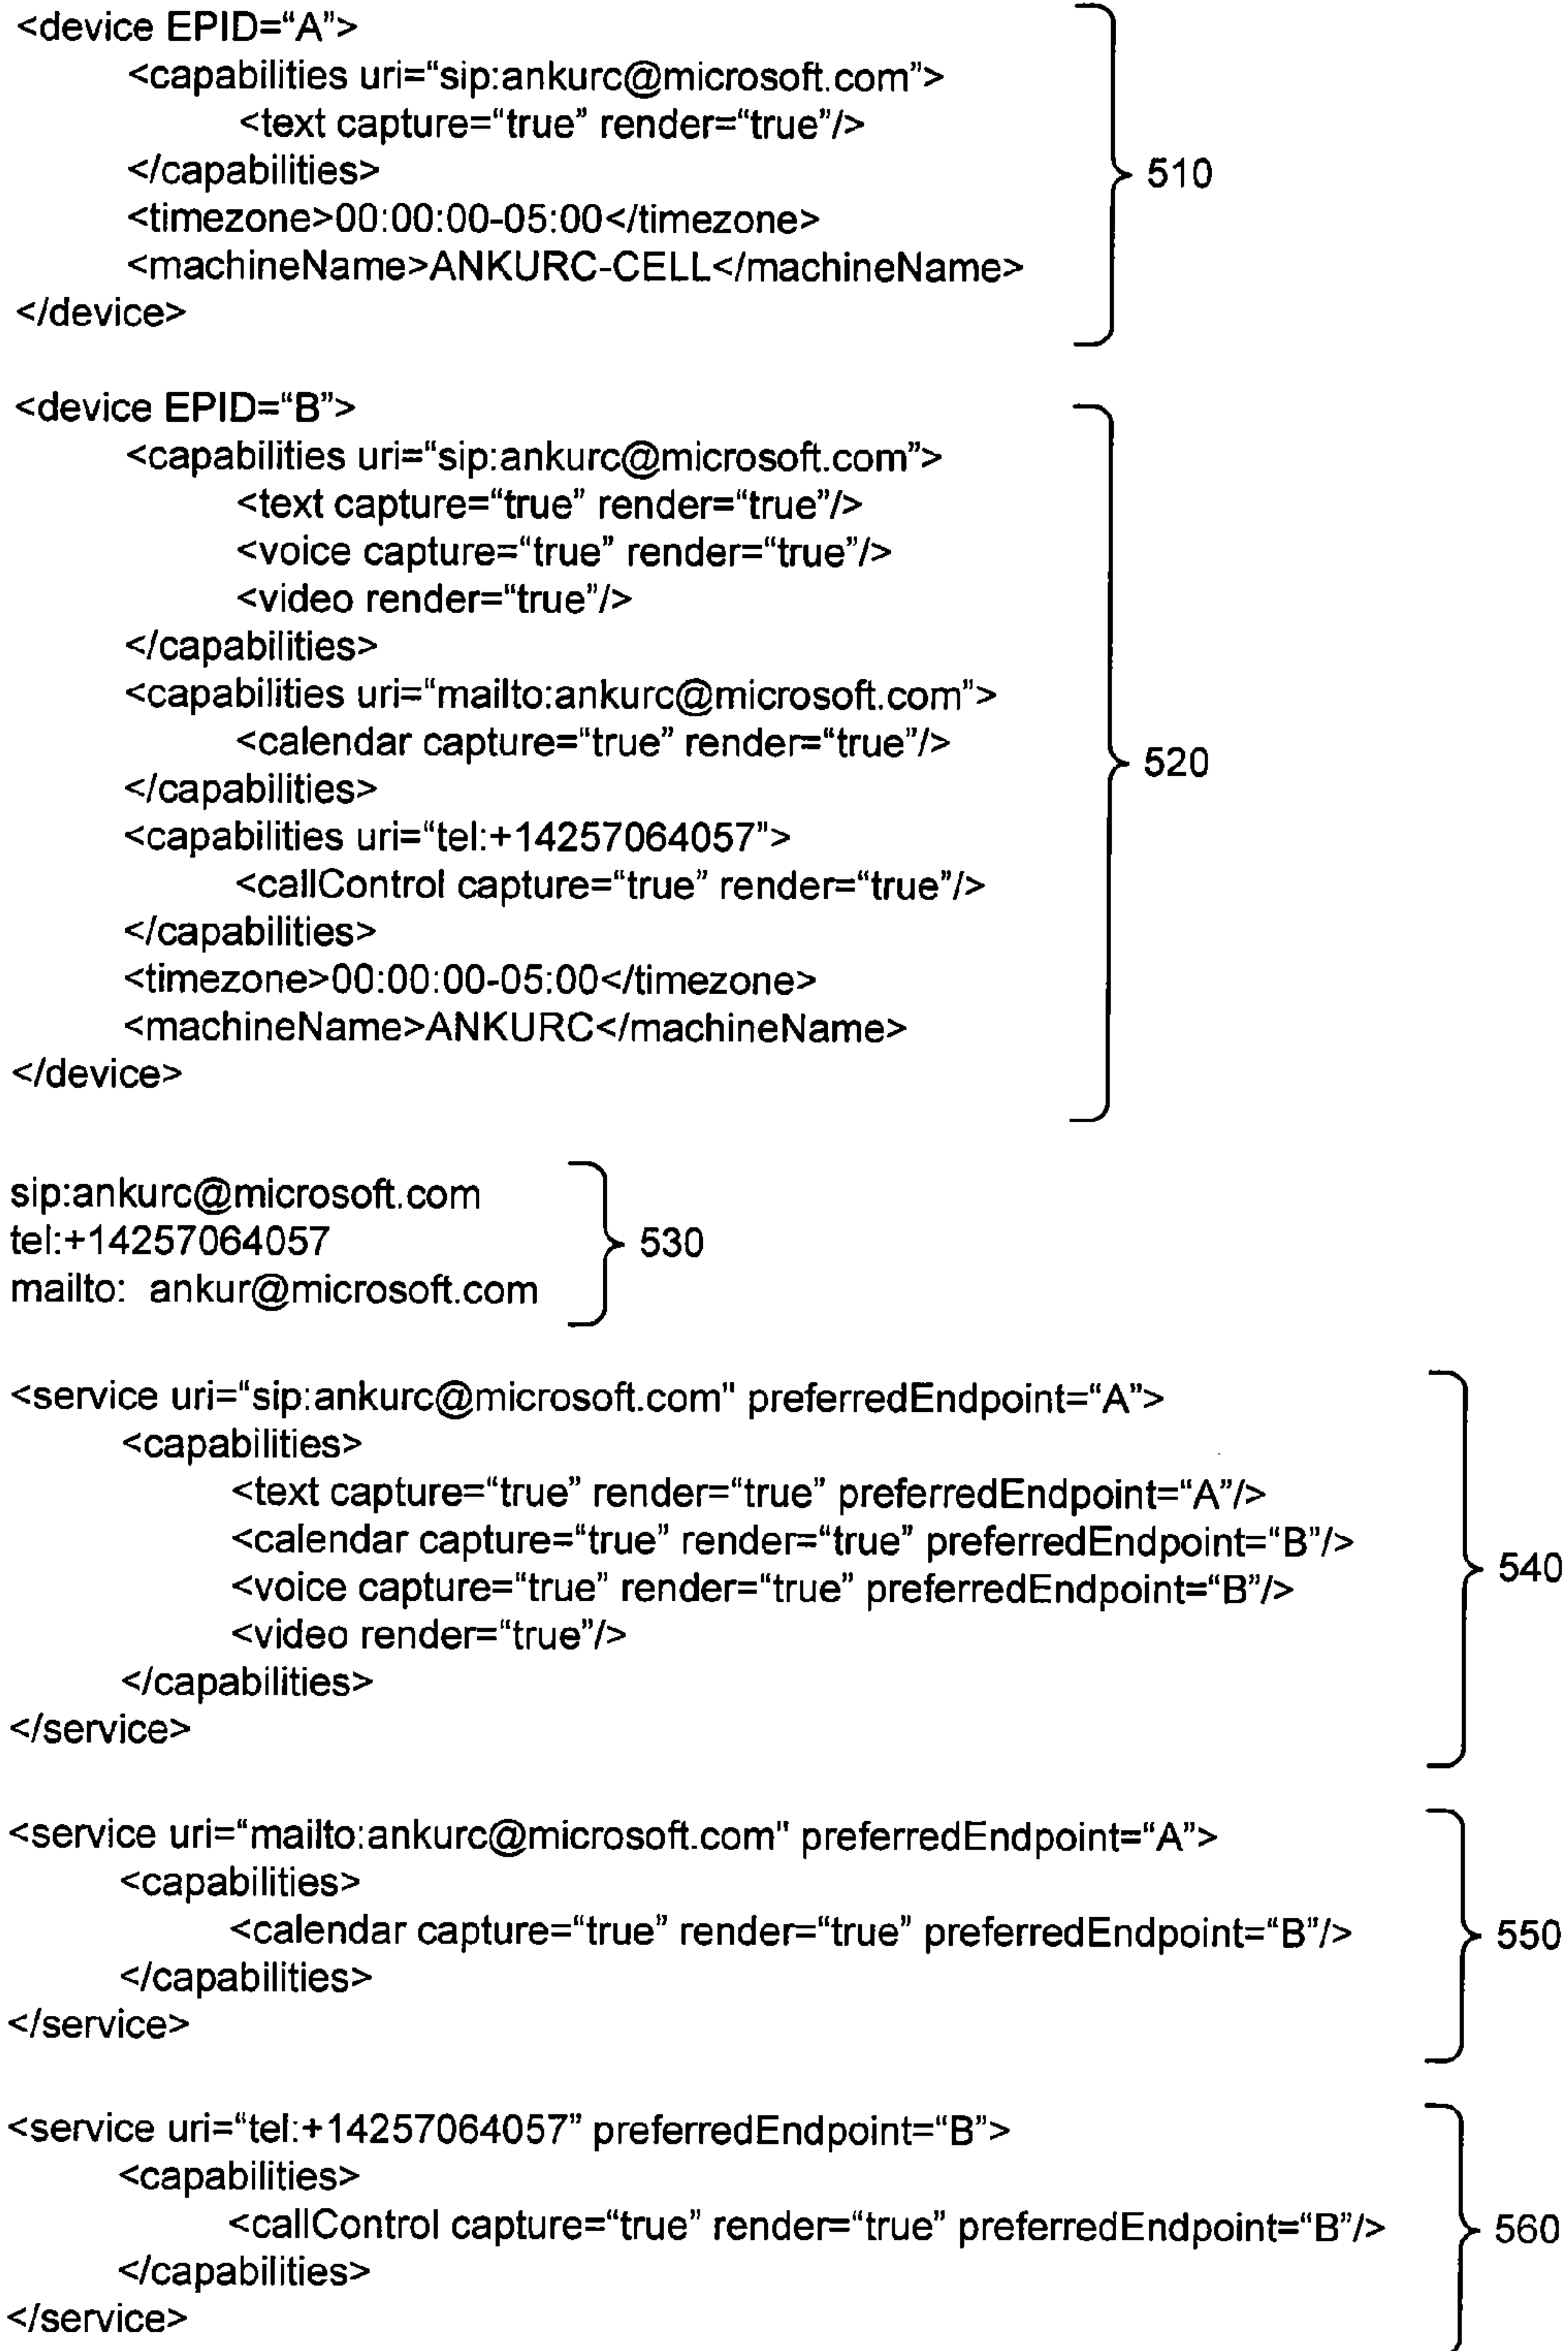 <device EPID=“A”>
<capabilities uri=“sip:ankurc@microsoft.com”>
<text capture=“true” render=“true”/>
</capabilities>
<timezone>00:00:00-05:00</timezone>
<machineName>ANKURC-CELL</machineName>
</device>
510
<device EPID=“B”>
<capabilities uri=“sip:ankurc@microsoft.com”>
<text capture=“true” render=“true”/>
<voice capture=“true” render=“true”/>
<video render=“true”/>
</capabilities>
<capabilities uri=“mailto:ankurc@microsoft.com”>
<calendar capture=“true” render=“true”/>
</capabilities>
<capabilities uri=“tel:+14257064057”>
<callControl capture=“true” render=“true”/>
</capabilities>
<timezone>00:00:00-05:00</timezone>
<machineName>ANKURC</machineName>
</device>
520
sip:ankurc@microsoft.com
tel:+14257064057
mailto: ankur@microsoft.com
530
<service uri=“sip:ankurc@microsoft.com" preferredEndpoint=“A”>
<capabilities>
<text capture=“true” render=“true” preferredEndpoint=“A”/>
<calendar capture=“true” render=“true” preferredEndpoint=“B”/>
<voice capture=“true” render=“true” preferredEndpoint=“B”/>
<video render=“true”/>
</capabilities>
</service>
540
<service uri=“mailto:ankurc@microsoft.com" preferredEndpoint=“A”>
<capabilities>
<calendar capture=“true” render=“true” preferredEndpoint=“B”/>
</capabilities>
</service>
550
<service uri=“tel:+14257064057” preferredEndpoint=“B”>
<capabilities>
<callControl capture=“true” render=“true” preferredEndpoint=“B”/>
</capabilities>
</service>
560